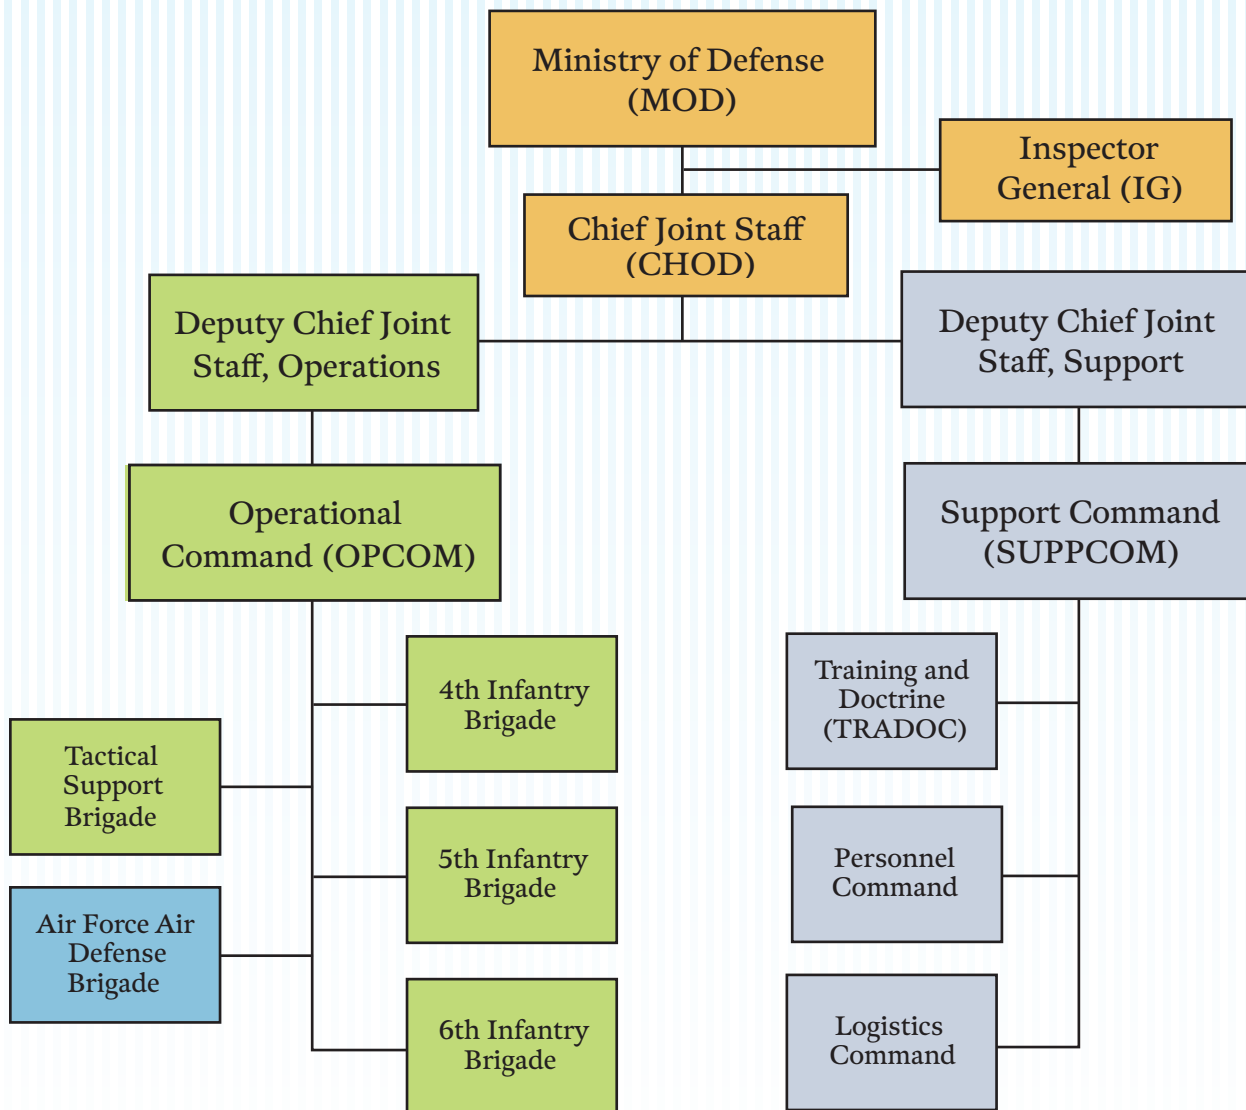 Ministry of Defense
(MOD)
Inspector
General (IG)
Chief Joint Staff
(CHOD)
Deputy Chief Joint
Staff, Operations
Deputy Chief Joint
Staff, Support
Operational
Command (OPCOM)
Support Command
(SUPPCOM)
4th Infantry
Brigade
Tactical
Support
Brigade
5th Infantry
Brigade
Air Force Air
Defense
Brigade
6th Infantry
Brigade
Training and
Doctrine
(TRADOC)
Personnel
Command
Logistics
Command